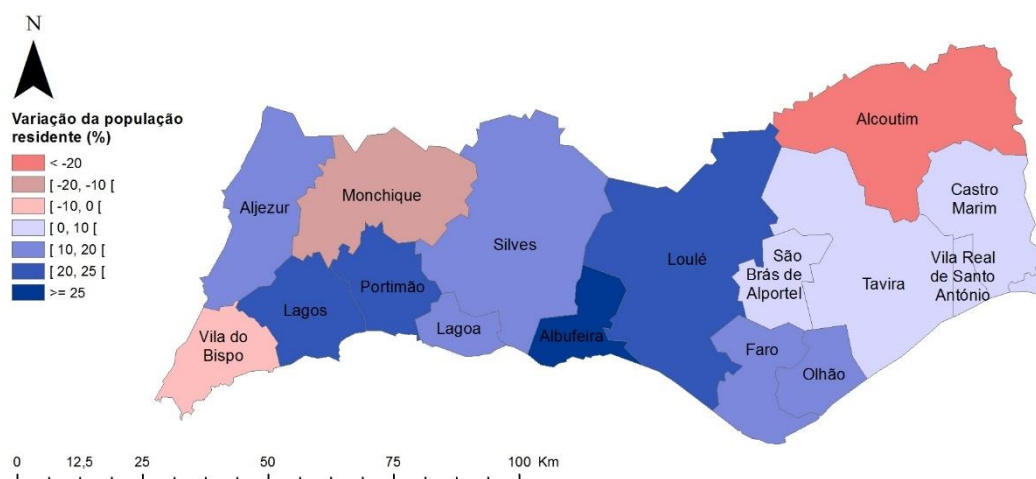 N
Variação da população
residente (%)
< -20
[ -20, -10 [
[ -10, 0 [
[ 0, 10 [
[ 10, 20 [
[ 20, 25 [
>= 25
Alcoutim
Castro
Marim
Monchique
Aljezur
Silves
Loulé
São
Brás de
Alportel
Tavira
Vila Real
de Santo
António
Portimão
Lagos
Lagoa
Albufeira
Vila do
Bispo
Faro
Olhão
0 12,5 25 50 75 100 Km